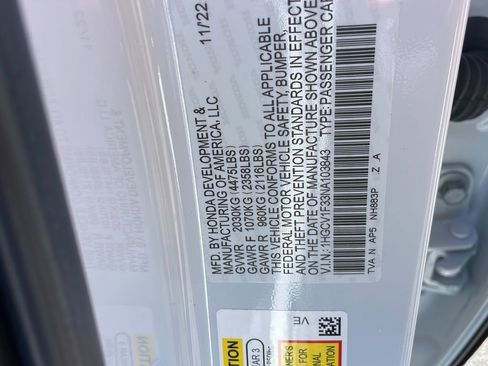 MFD. BY HONDA DEVELOPMENT &
MANUFACTURING OF AMERICA, LLC
11/22
GVWR 2030KG (4475LBS)
GAWR F 1070KG (2358LBS)
GAWR R 960KG (2116LBS)
THIS VEHICLE CONFORMS TO ALL APPLICABLE
FEDERAL MOTOR VEHICLE SAFETY, BUMPER,
AND THEFT PREVENTION STANDARDS IN EFFECT
ON THE DATE OF MANUFACTURE SHOWN ABOVE.
V.I.N.: 1HGCV1F33NA103843 TYPE: PASSENGER CAR
TVA N AP5 NH883P Z A
VE